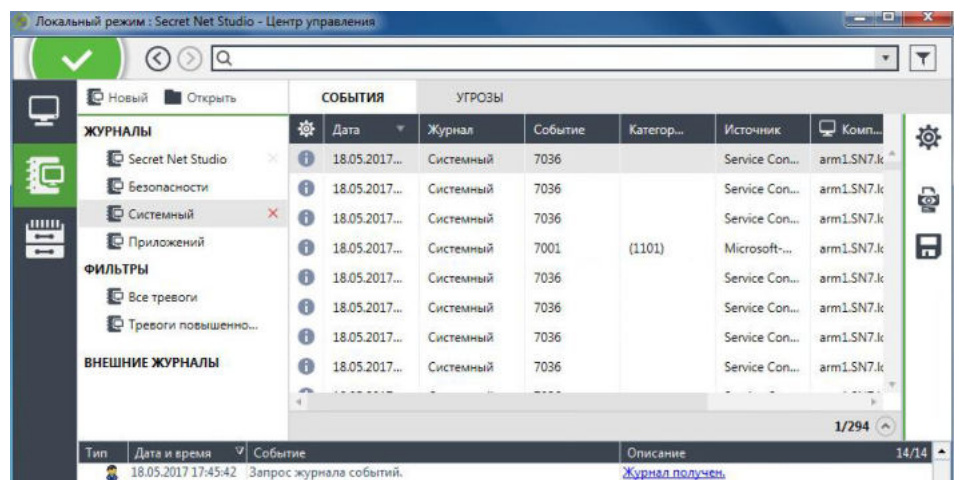 Локальный режим : Secret Net Studio - Центр управления
Новый Открыть
СОБЫТИЯ УГРОЗЫ
ЖУРНАЛЫ
Secret Net Studio
Безопасности
Системный
Приложений
ФИЛЬТРЫ
Все тревоги
Тревоги повышенно...
ВНЕШНИЕ ЖУРНАЛЫ
Дата Журнал Событие Категор... Источник Комп...
18.05.2017... Системный 7036 Service Con... arm1.SN7.lc
18.05.2017... Системный 7036 Service Con... arm1.SN7.lc
18.05.2017... Системный 7036 Service Con... arm1.SN7.lc
18.05.2017... Системный 7001 (1101) Microsoft-... arm1.SN7.lc
18.05.2017... Системный 7036 Service Con... arm1.SN7.lc
18.05.2017... Системный 7036 Service Con... arm1.SN7.lc
18.05.2017... Системный 7036 Service Con... arm1.SN7.lc
18.05.2017... Системный 7036 Service Con... arm1.SN7.lc
1/294
Тип Дата и время Событие Описание 14/14
18.05.2017 17:45:42 Запрос журнала событий. Журнал получен.